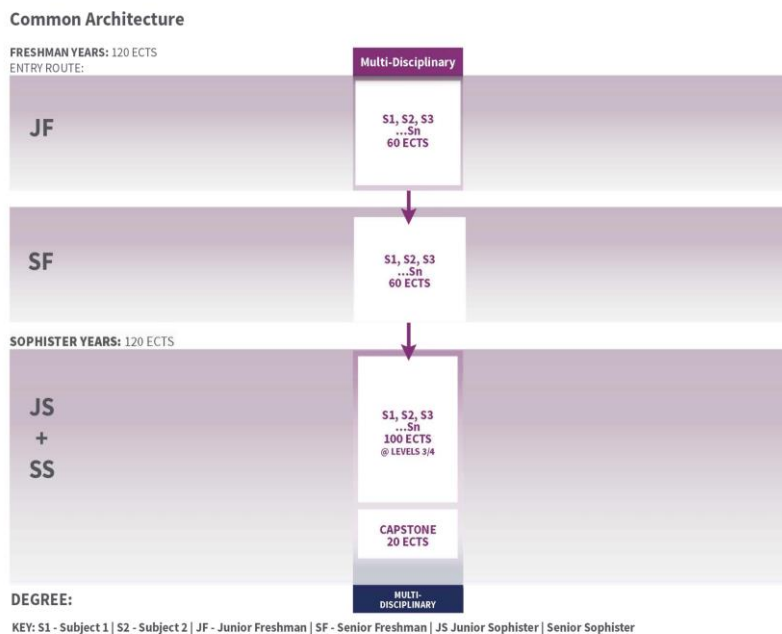 Common Architecture
FRESHMAN YEARS: 120 ECTS
ENTRY ROUTE:
Multi-Disciplinary
JF
S1, S2, S3
...Sn
60 ECTS
SF
S1, S2, S3
...Sn
60 ECTS
SOPHISTER YEARS: 120 ECTS
JS
+
SS
S1, S2, S3
...Sn
100 ECTS
@ LEVELS 3/4
CAPSTONE
20 ECTS
DEGREE:
MULTI-
DISCIPLINARY
KEY: S1 - Subject 1 | S2 - Subject 2 | JF - Junior Freshman | SF - Senior Freshman | JS Junior Sophister | Senior Sophister